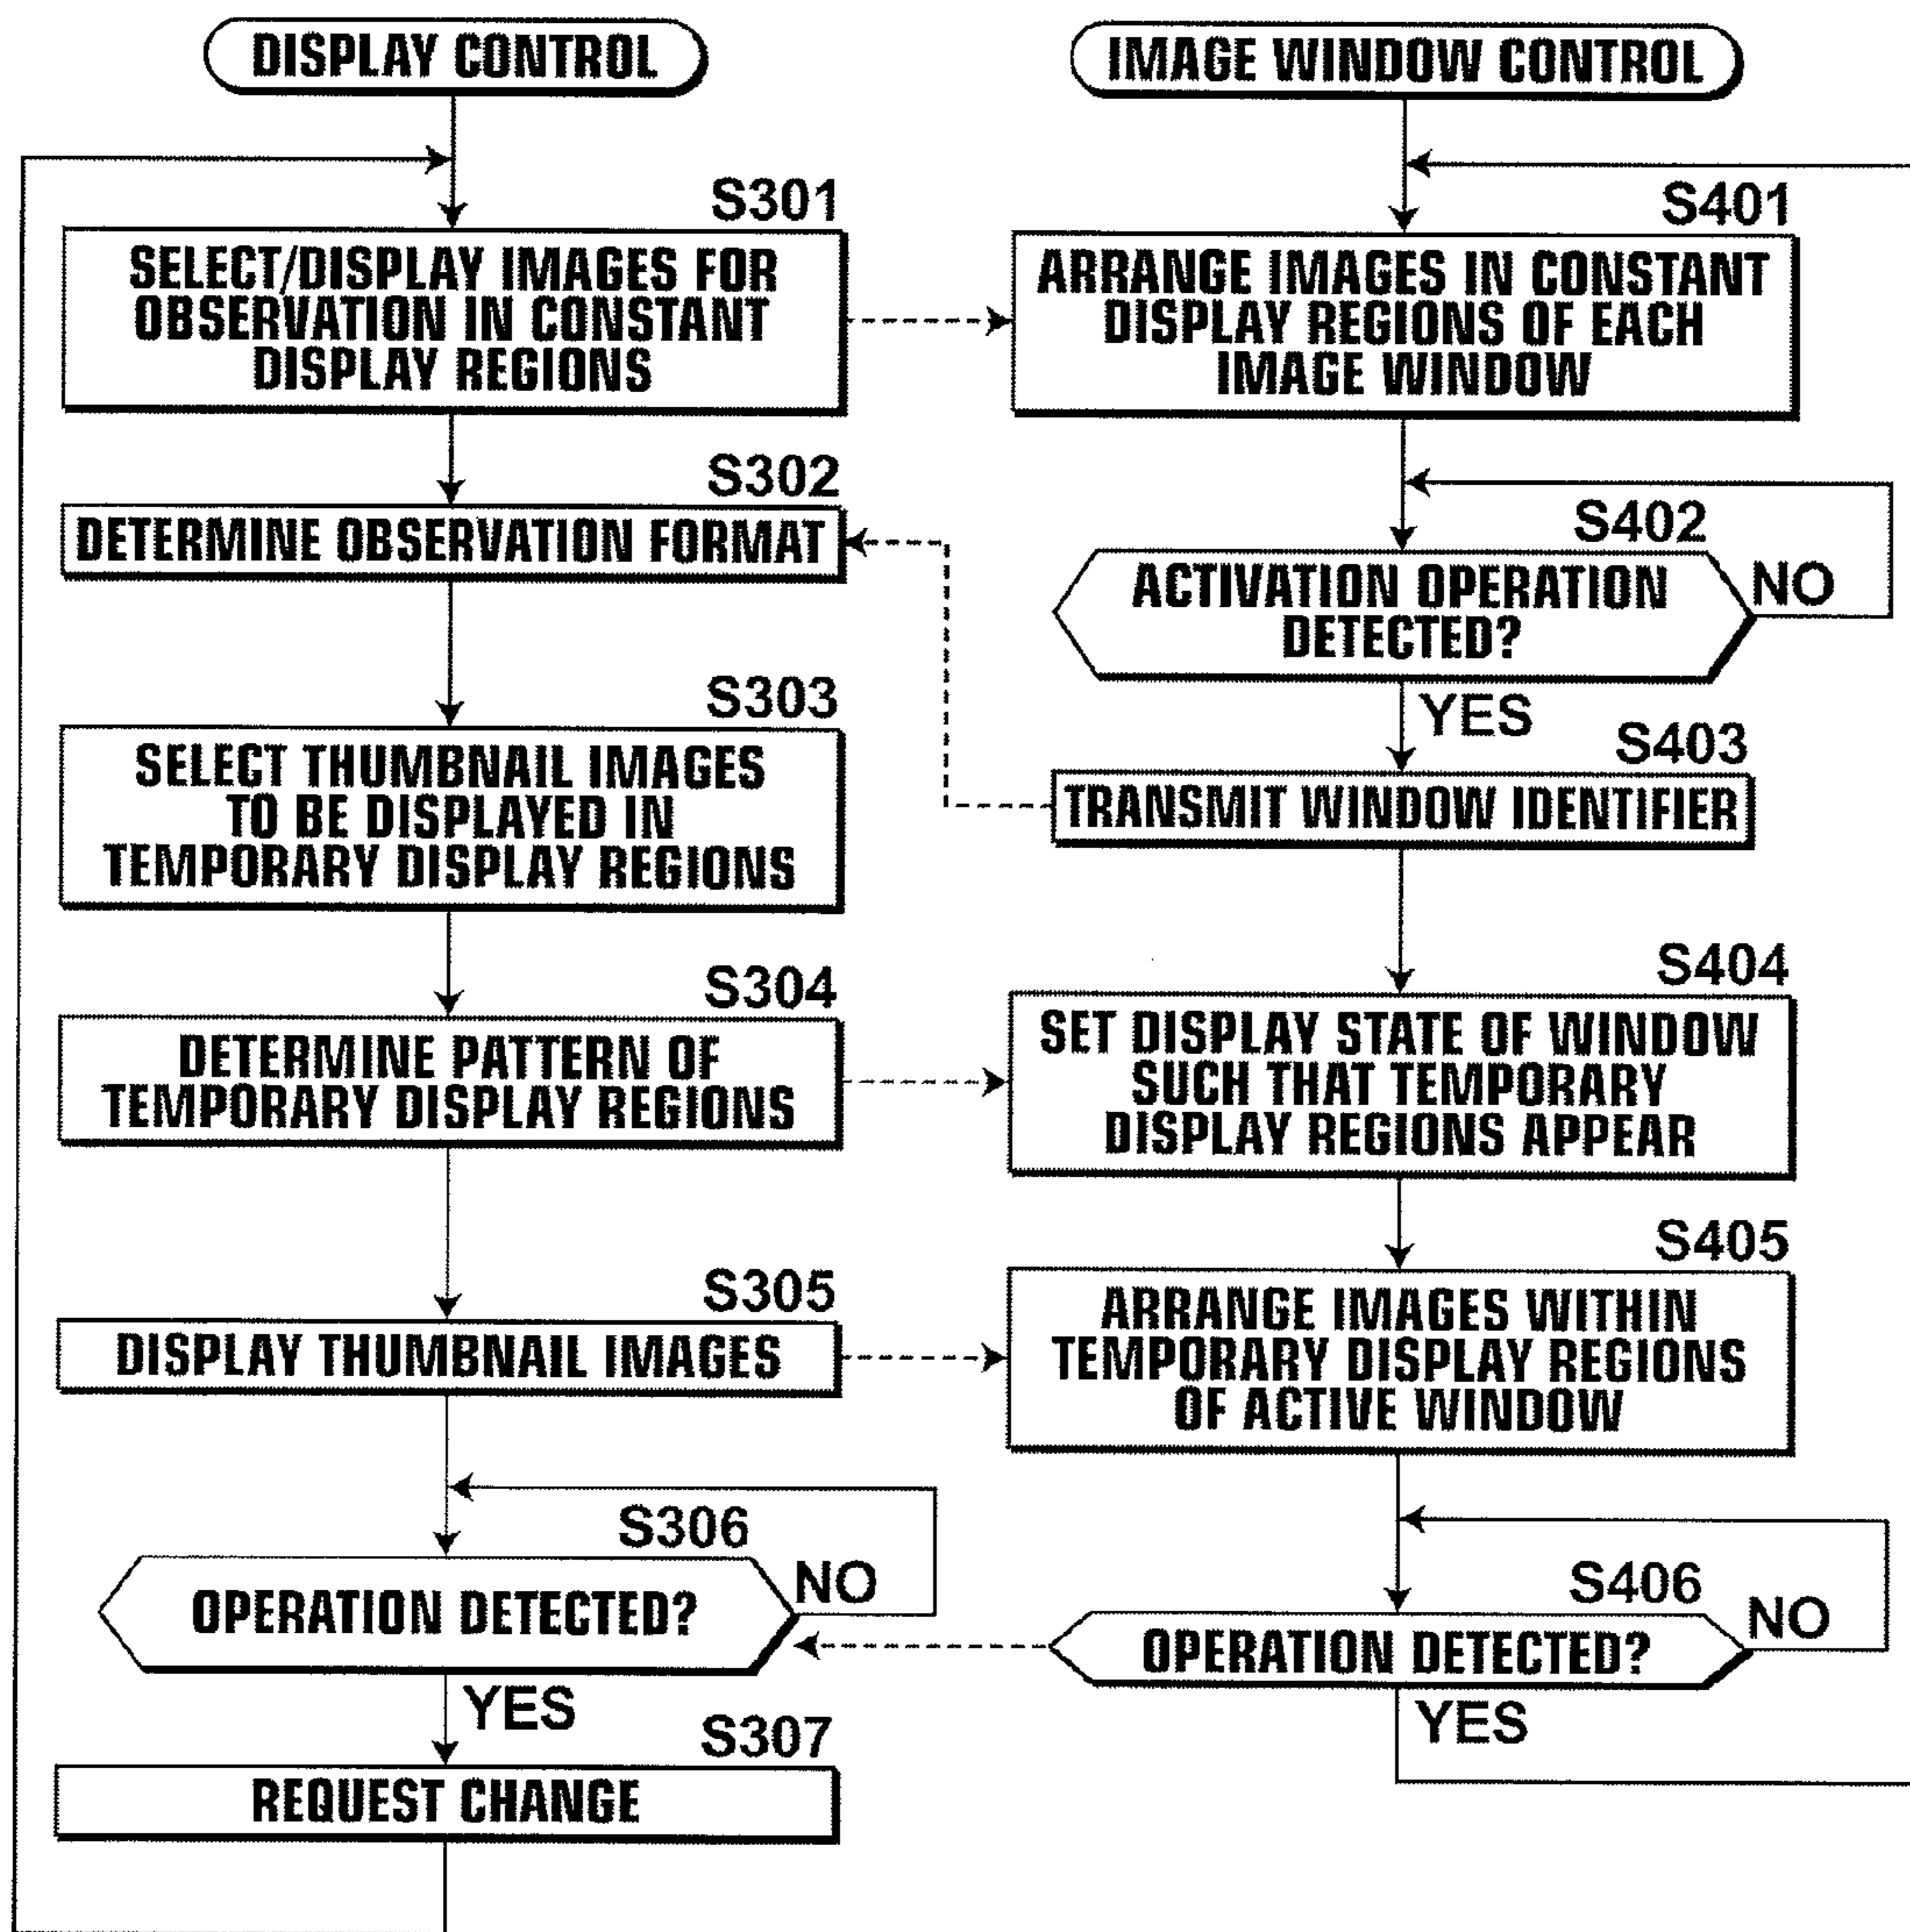 DISPLAY CONTROL
S301
SELECT/DISPLAY IMAGES FOR
OBSERVATION IN CONSTANT
DISPLAY REGIONS
S302
DETERMINE OBSERVATION FORMAT
S303
SELECT THUMBNAIL IMAGES
TO BE DISPLAYED IN
TEMPORARY DISPLAY REGIONS
S304
DETERMINE PATTERN OF
TEMPORARY DISPLAY REGIONS
S305
DISPLAY THUMBNAIL IMAGES
S306
OPERATION DETECTED?
NO
YES
S307
REQUEST CHANGE
IMAGE WINDOW CONTROL
S401
ARRANGE IMAGES IN CONSTANT
DISPLAY REGIONS OF EACH
IMAGE WINDOW
S402
ACTIVATION OPERATION
DETECTED?
NO
YES
S403
TRANSMIT WINDOW IDENTIFIER
S404
SET DISPLAY STATE OF WINDOW
SUCH THAT TEMPORARY
DISPLAY REGIONS APPEAR
S405
ARRANGE IMAGES WITHIN
TEMPORARY DISPLAY REGIONS
OF ACTIVE WINDOW
S406
OPERATION DETECTED?
NO
YES